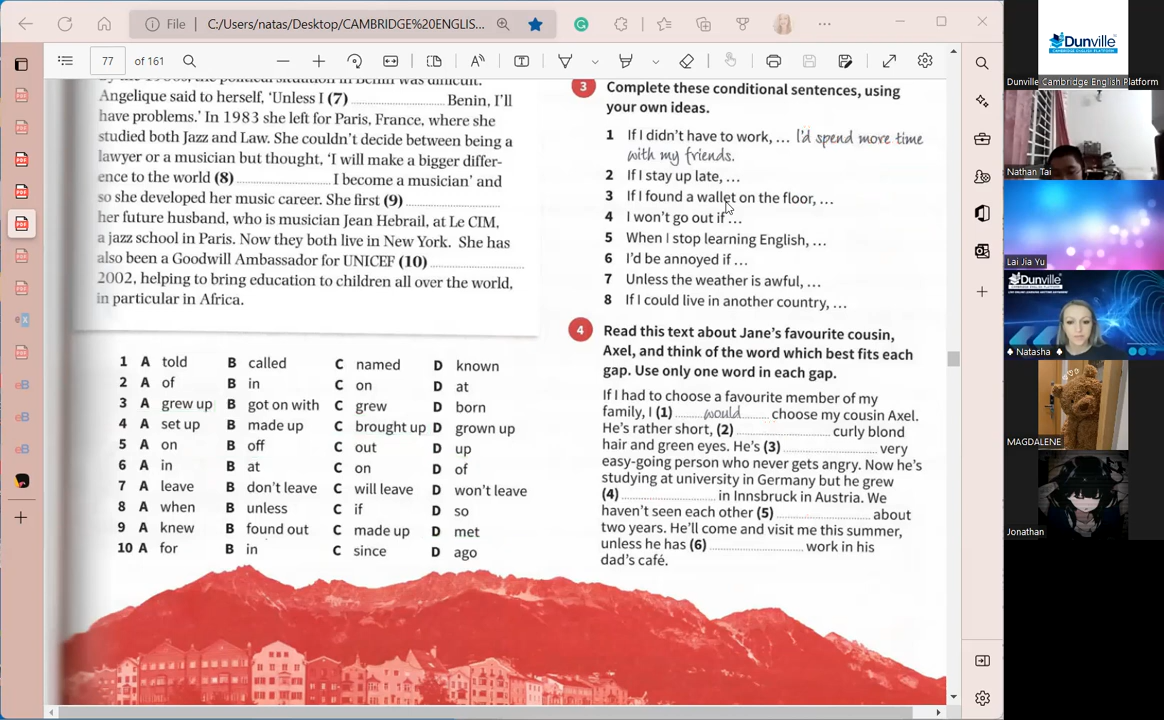 File
C:/Users/natas/Desktop/CAMBRIDGE%20ENGLIS...
77 of 161
Angelique said to herself, 'Unless I (7) .................... Benin, I'll
have problems.' In 1983 she left for Paris, France, where she
studied both Jazz and Law. She couldn't decide between being a
lawyer or a musician but thought, 'I will make a bigger differ-
ence to the world (8) .................... I become a musician' and
so she developed her music career. She first (9) ....................
her future husband, who is musician Jean Hebrail, at Le CIM,
a jazz school in Paris. Now they both live in New York. She has
also been a Goodwill Ambassador for UNICEF (10) ....................
2002, helping to bring education to children all over the world,
in particular in Africa.
1 A told B called C named D known
2 A of B in C on D at
3 A grew up B got on with C grew D born
4 A set up B made up C brought up D grown up
5 A on B off C out D up
6 A in B at C on D of
7 A leave B don't leave C will leave D won't leave
8 A when B unless C if D so
9 A knew B found out C made up D met
10 A for B in C since D ago
3 Complete these conditional sentences, using
your own ideas.
1 If I didn't have to work, ... I'd spend more time
with my friends.
2 If I stay up late, ...
3 If I found a wallet on the floor, ...
4 I won't go out if ...
5 When I stop learning English, ...
6 I'd be annoyed if ...
7 Unless the weather is awful, ...
8 If I could live in another country, ...
4 Read this text about Jane's favourite cousin,
Axel, and think of the word which best fits each
gap. Use only one word in each gap.
If I had to choose a favourite member of my
family, I (1) ........would........ choose my cousin Axel.
He's rather short, (2) .................... curly blond
hair and green eyes. He's (3) .................... very
easy-going person who never gets angry. Now he's
studying at university in Germany but he grew
(4) .................... in Innsbruck in Austria. We
haven't seen each other (5) .................... about
two years. He'll come and visit me this summer,
unless he has (6) .................... work in his
dad's café.
Dunville
CAMBRIDGE ENGLISH PLATFORM
Dunville Cambridge English Platform
Nathan Tai
Lai Jia Yu
Dunville
♦ Natasha ♦
MAGDALENE
Jonathan